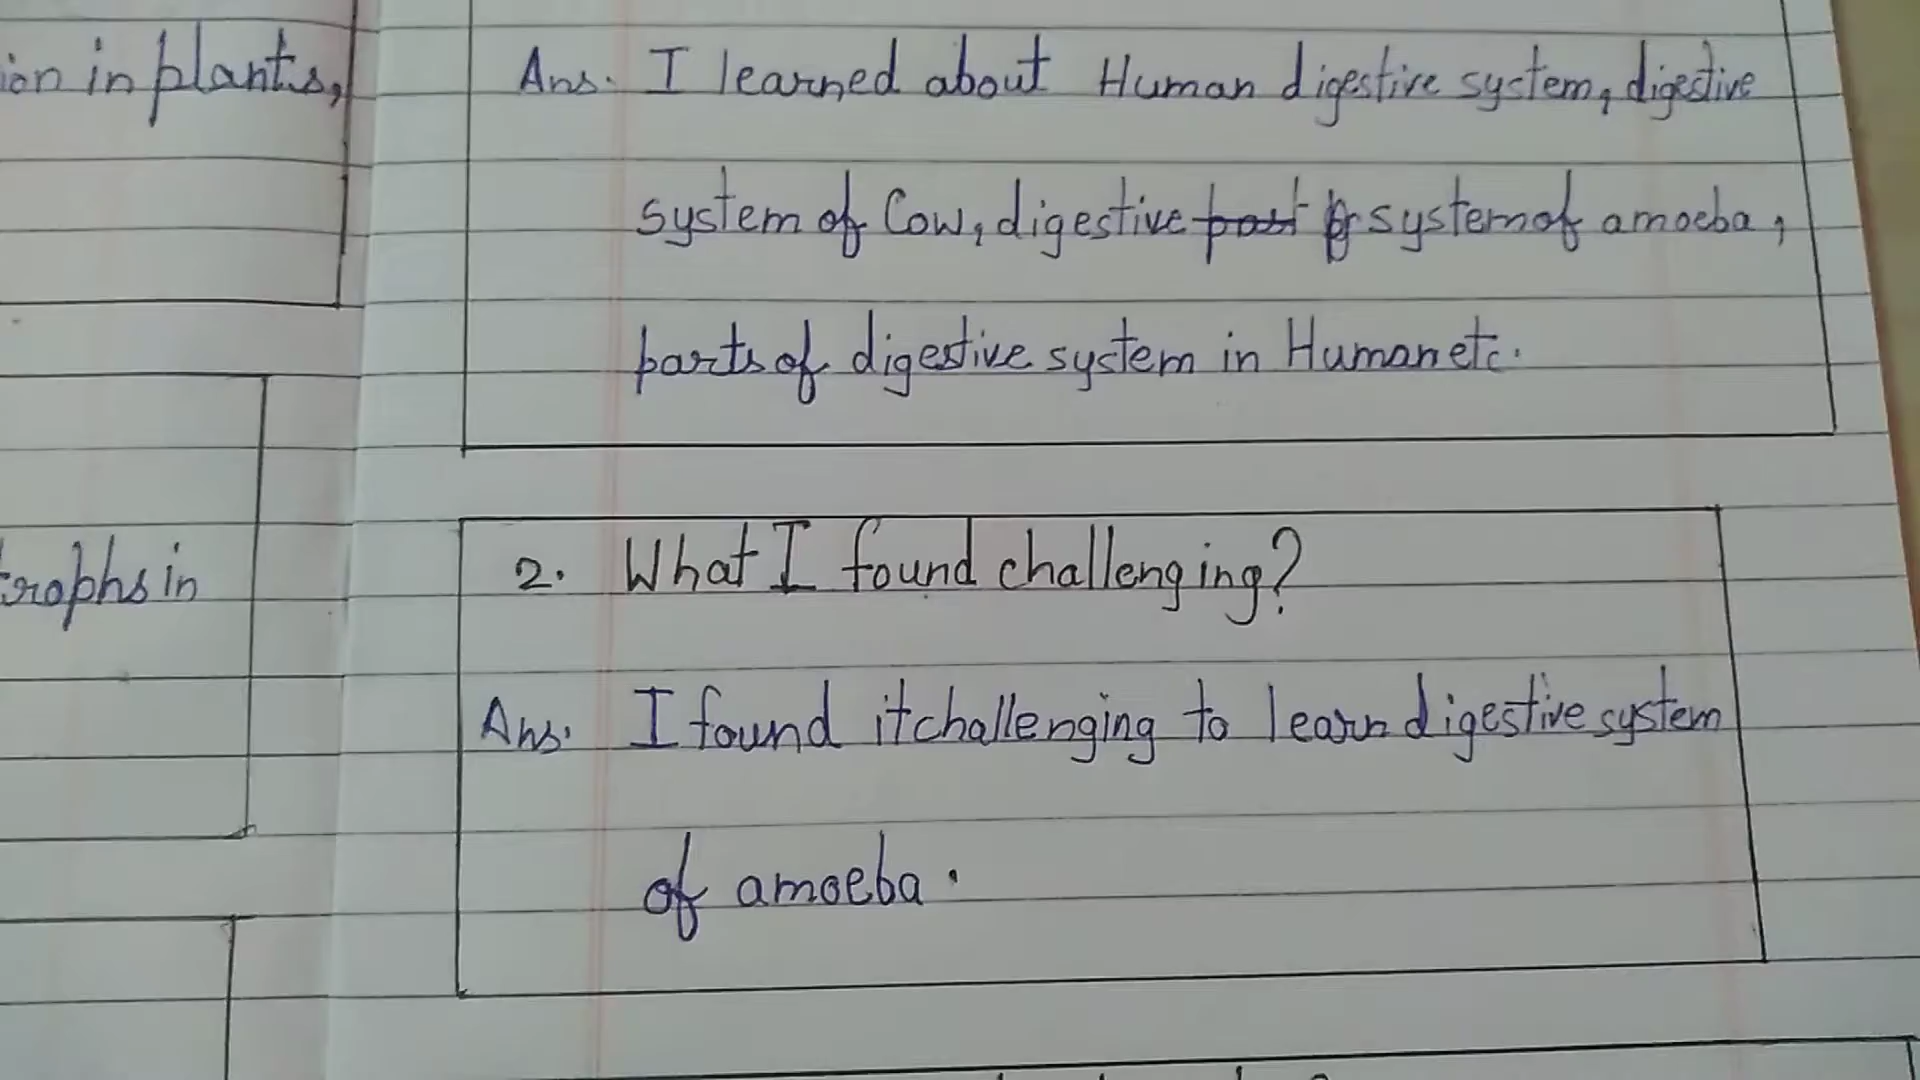 ion in plants,
rophs in
Ans. I learned about Human digestive system, digestive
system of Cow, digestive system of amoeba,
parts of digestive system in Human etc.
2. What I found challenging?
Ans. I found it challenging to learn digestive system
of amoeba.